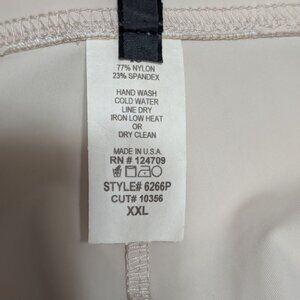 77% NYLON
23% SPANDEX
HAND WASH
COLD WATER
LINE DRY
IRON LOW HEAT
OR
DRY CLEAN
MADE IN U.S.A.
RN # 124709
STYLE# 6266P
CUT# 10356
XXL